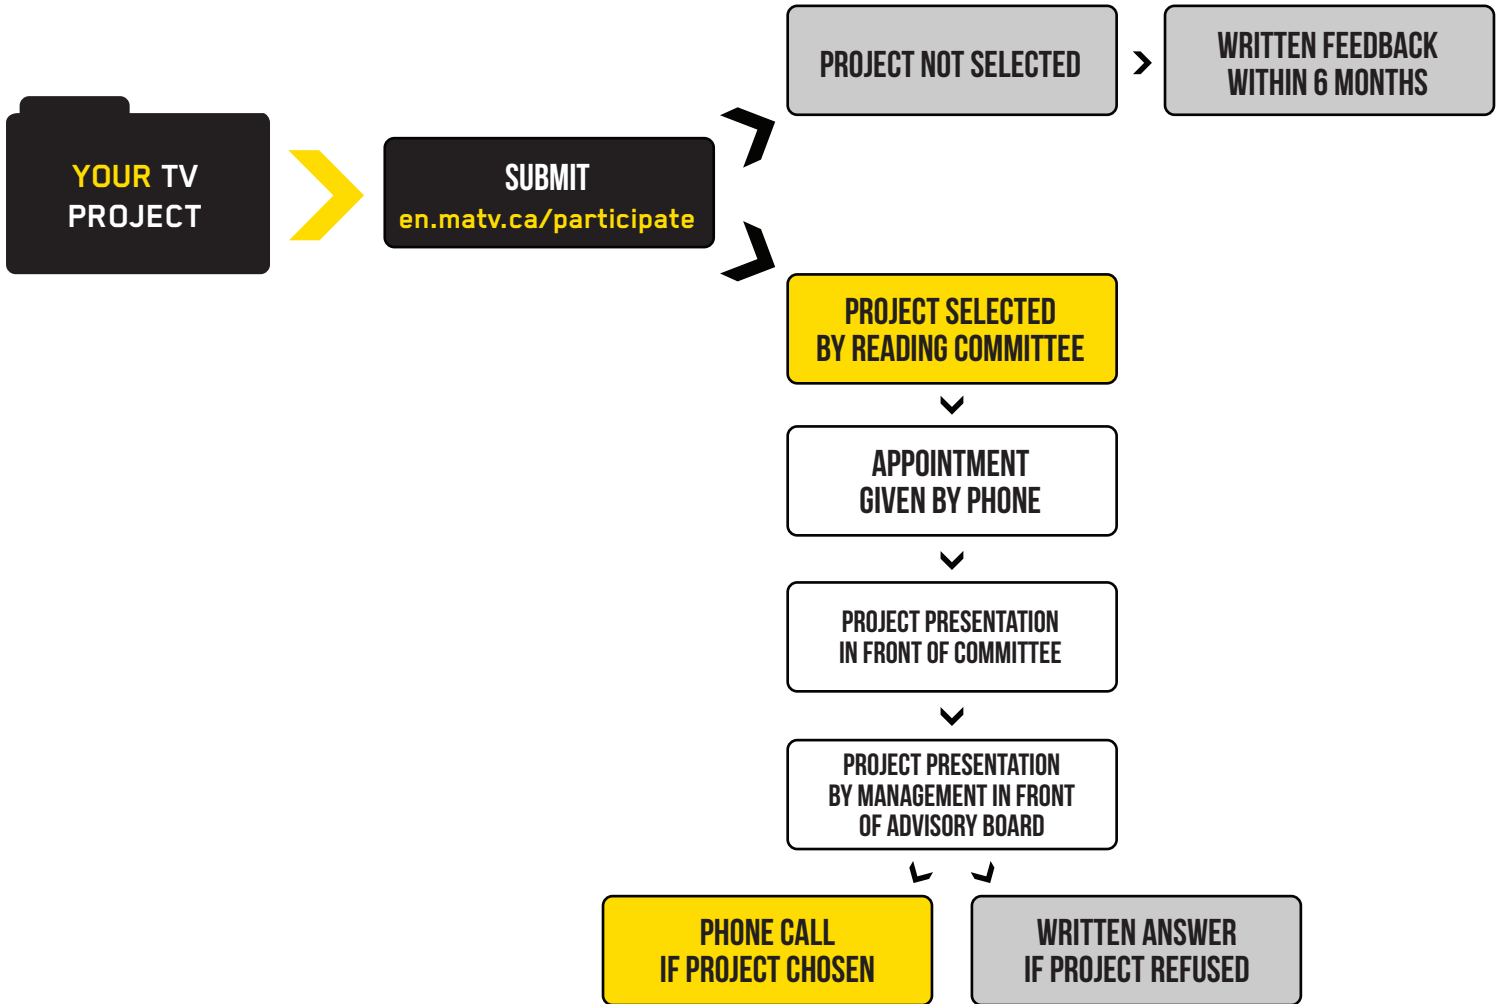 YOUR TV
PROJECT
SUBMIT
en.matv.ca/participate
PROJECT NOT SELECTED
WRITTEN FEEDBACK
WITHIN 6 MONTHS
PROJECT SELECTED
BY READING COMMITTEE
APPOINTMENT
GIVEN BY PHONE
PROJECT PRESENTATION
IN FRONT OF COMMITTEE
PROJECT PRESENTATION
BY MANAGEMENT IN FRONT
OF ADVISORY BOARD
PHONE CALL
IF PROJECT CHOSEN
WRITTEN ANSWER
IF PROJECT REFUSED